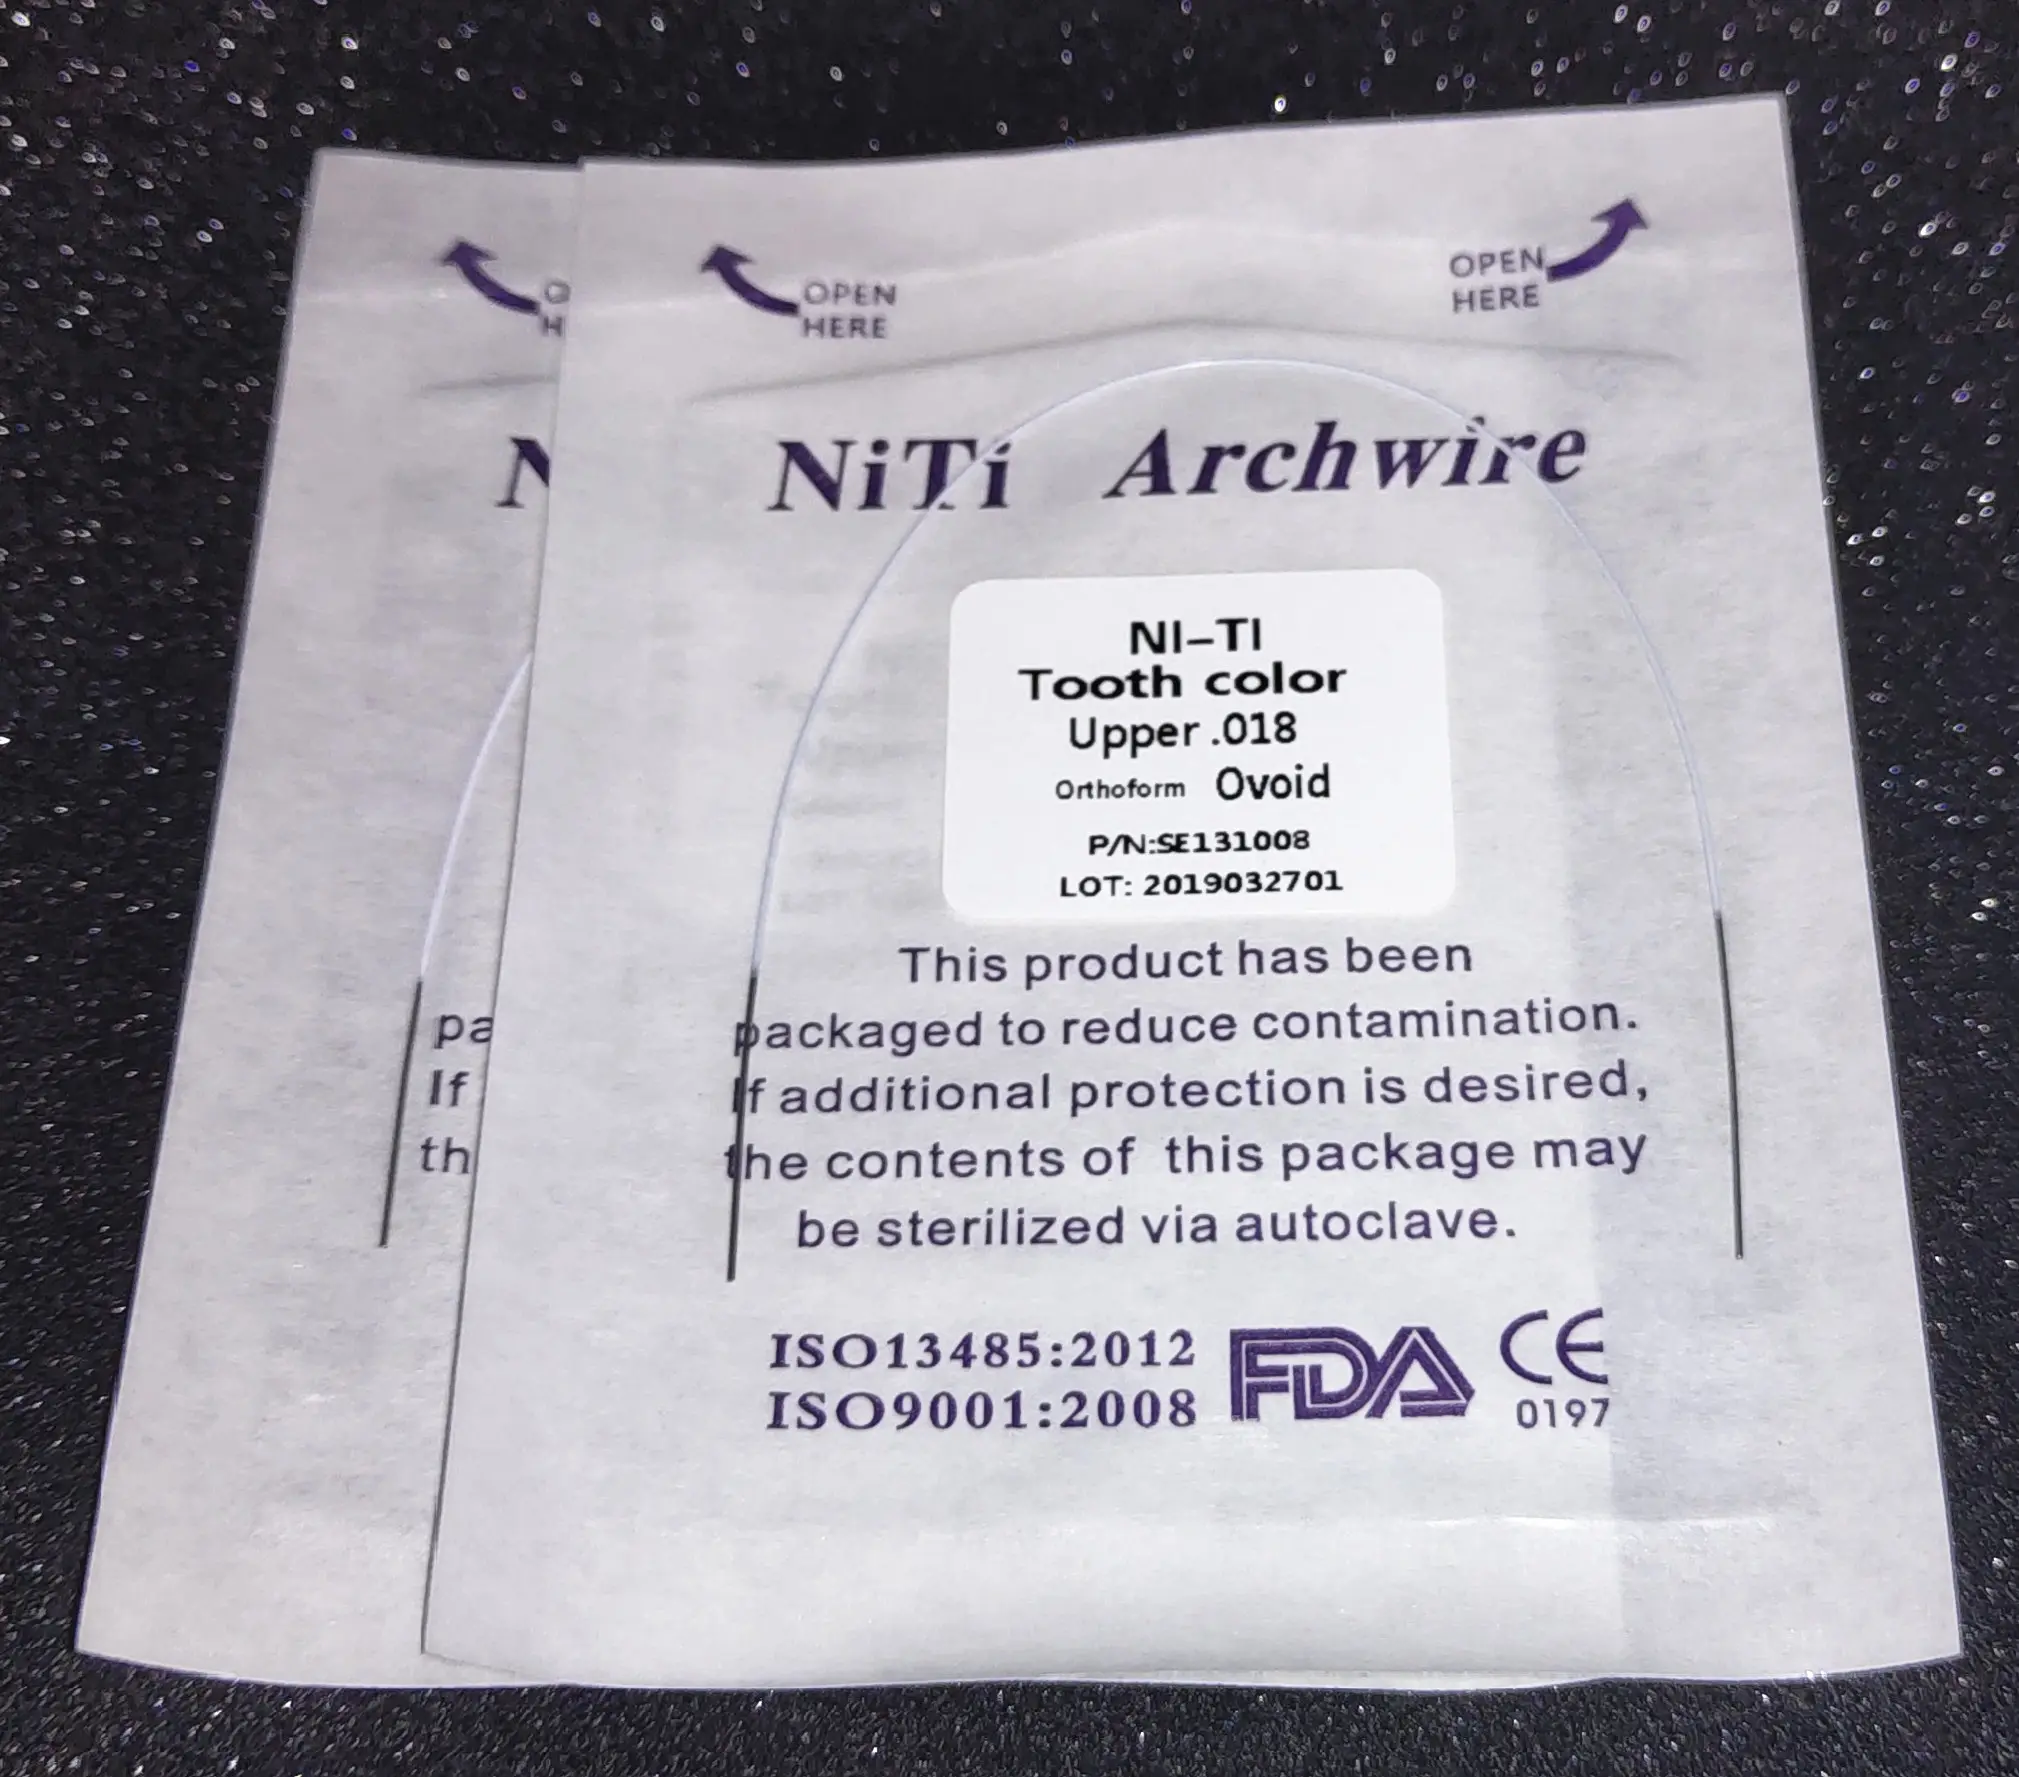 OPEN
HERE
OPEN
HERE
NiTi Archwire
NI-TI
Tooth color
Upper .018
Orthoform Ovoid
P/N:SE131008
LOT: 2019032701
This product has been
packaged to reduce contamination.
If additional protection is desired,
the contents of this package may
be sterilized via autoclave.
ISO13485:2012
ISO9001:2008
FDA
CE
0197
If